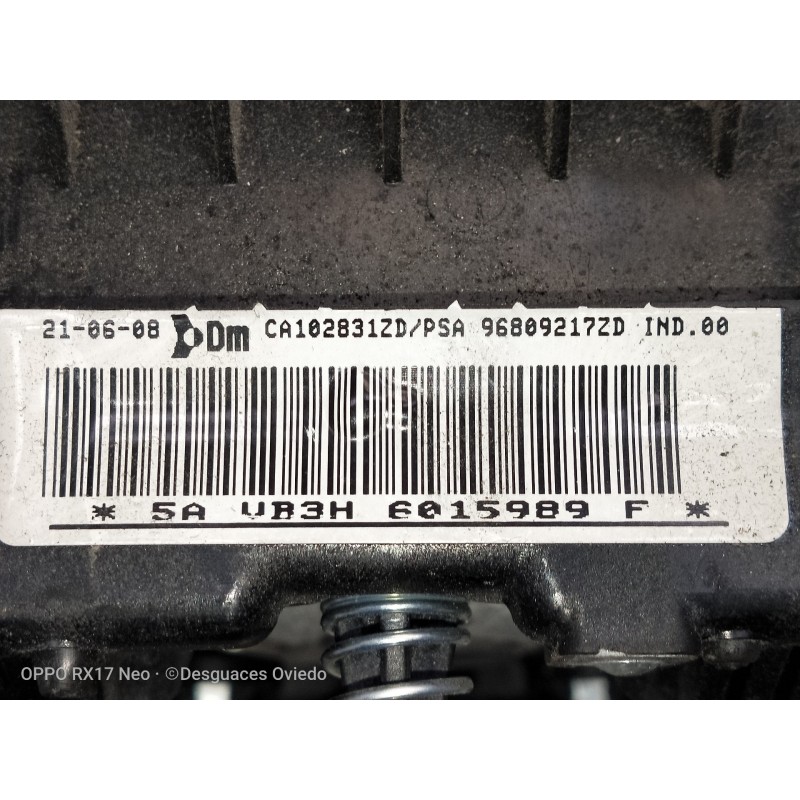 21-06-08 Dm CA102831ZD/PSA 96809217ZD IND.00
* 5A VB3H 6015989 F *
OPPO RX17 Neo · ©Desguaces Oviedo